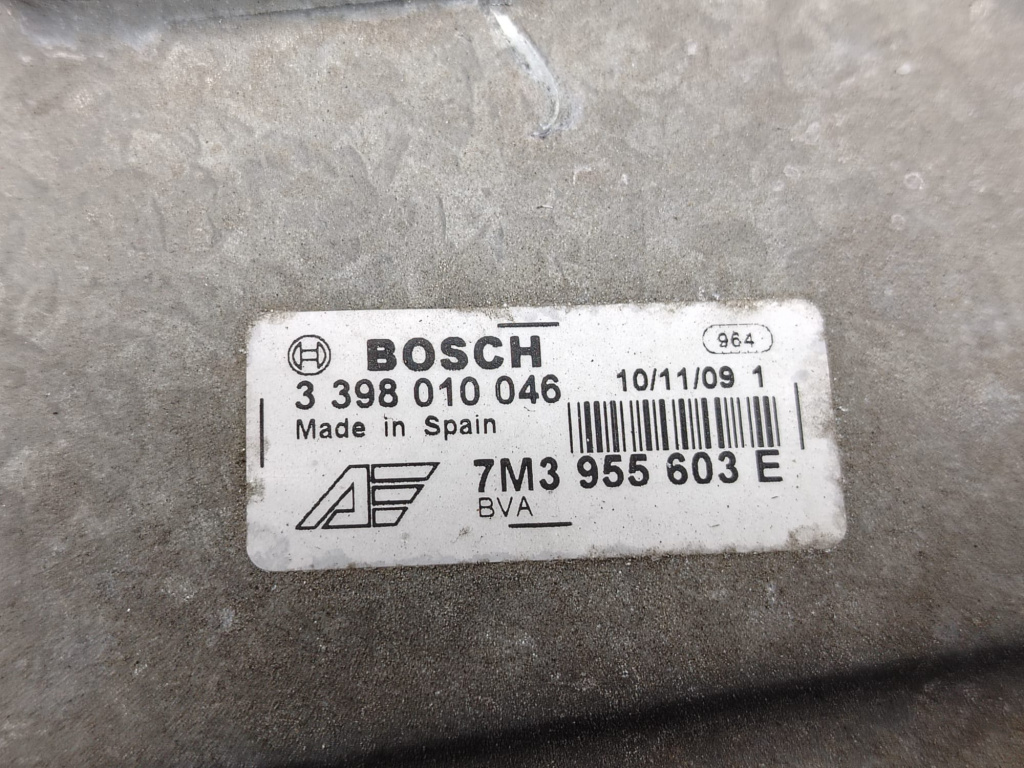 BOSCH
964
3 398 010 046
10/11/09 1
Made in Spain
AE
7M3 955 603 E
BVA